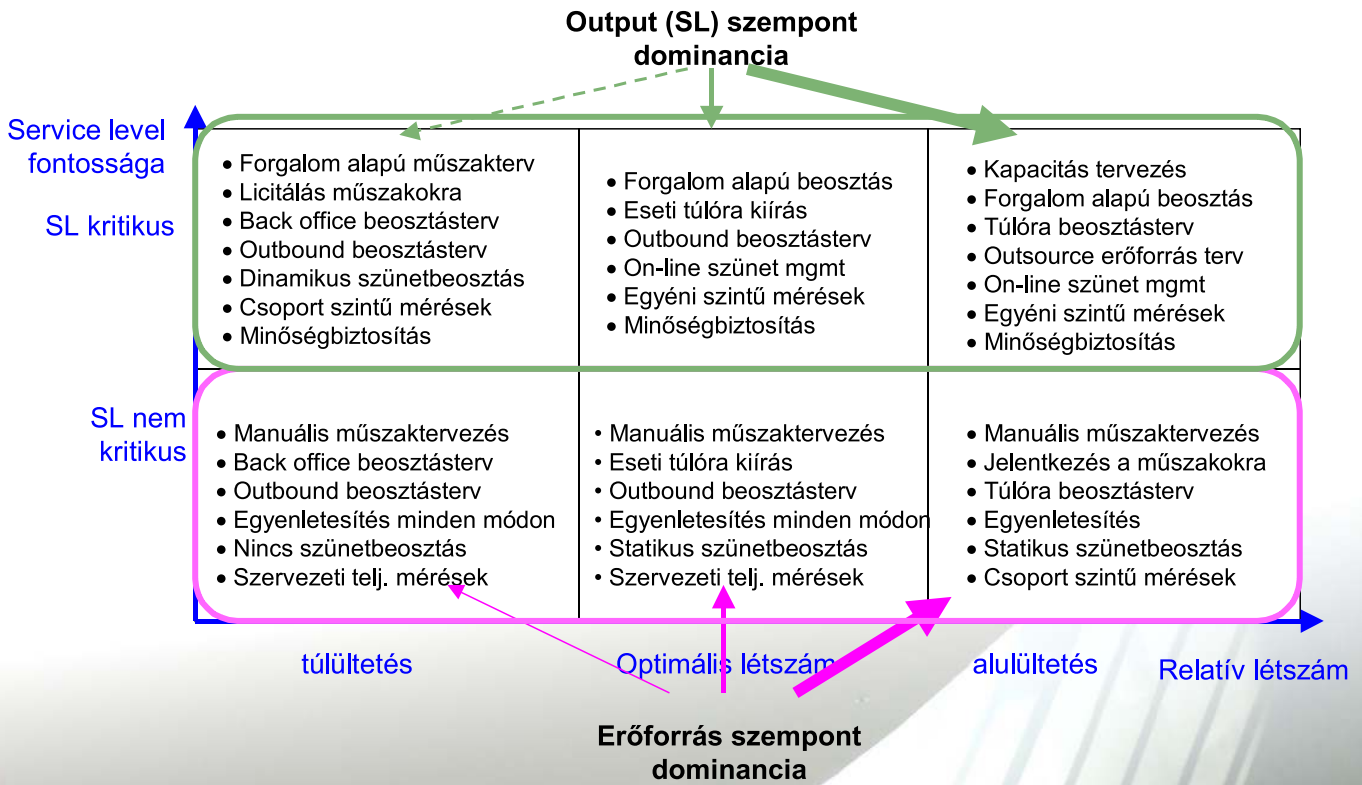 Output (SL) szempont
dominancia
Service level
fontossága
SL kritikus
• Forgalom alapú műszakterv
• Licitálás műszakokra
• Back office beosztásterv
• Outbound beosztásterv
• Dinamikus szünetbeosztás
• Csoport szintű mérések
• Minőségbiztosítás
• Forgalom alapú beosztás
• Eseti túlóra kiírás
• Outbound beosztásterv
• On-line szünet mgmt
• Egyéni szintű mérések
• Minőségbiztosítás
• Kapacitás tervezés
• Forgalom alapú beosztás
• Túlóra beosztásterv
• Outsource erőforrás terv
• On-line szünet mgmt
• Egyéni szintű mérések
• Minőségbiztosítás
SL nem
kritikus
• Manuális műszaktervezés
• Back office beosztásterv
• Outbound beosztásterv
• Egyenletesítés minden módon
• Nincs szünetbeosztás
• Szervezeti telj. mérések
• Manuális műszaktervezés
• Eseti túlóra kiírás
• Outbound beosztásterv
• Egyenletesítés minden módon
• Statikus szünetbeosztás
• Szervezeti telj. mérések
• Manuális műszaktervezés
• Jelentkezés a műszakokra
• Túlóra beosztásterv
• Egyenletesítés
• Statikus szünetbeosztás
• Csoport szintű mérések
túlültetés
Optimális létszám
alulültetés
Relatív létszám
Erőforrás szempont
dominancia